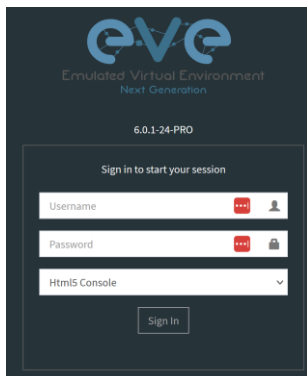 eve
Emulated Virtual Environment
Next Generation
6.0.1-24-PRO
Sign in to start your session
Username
Password
Html5 Console
Sign In